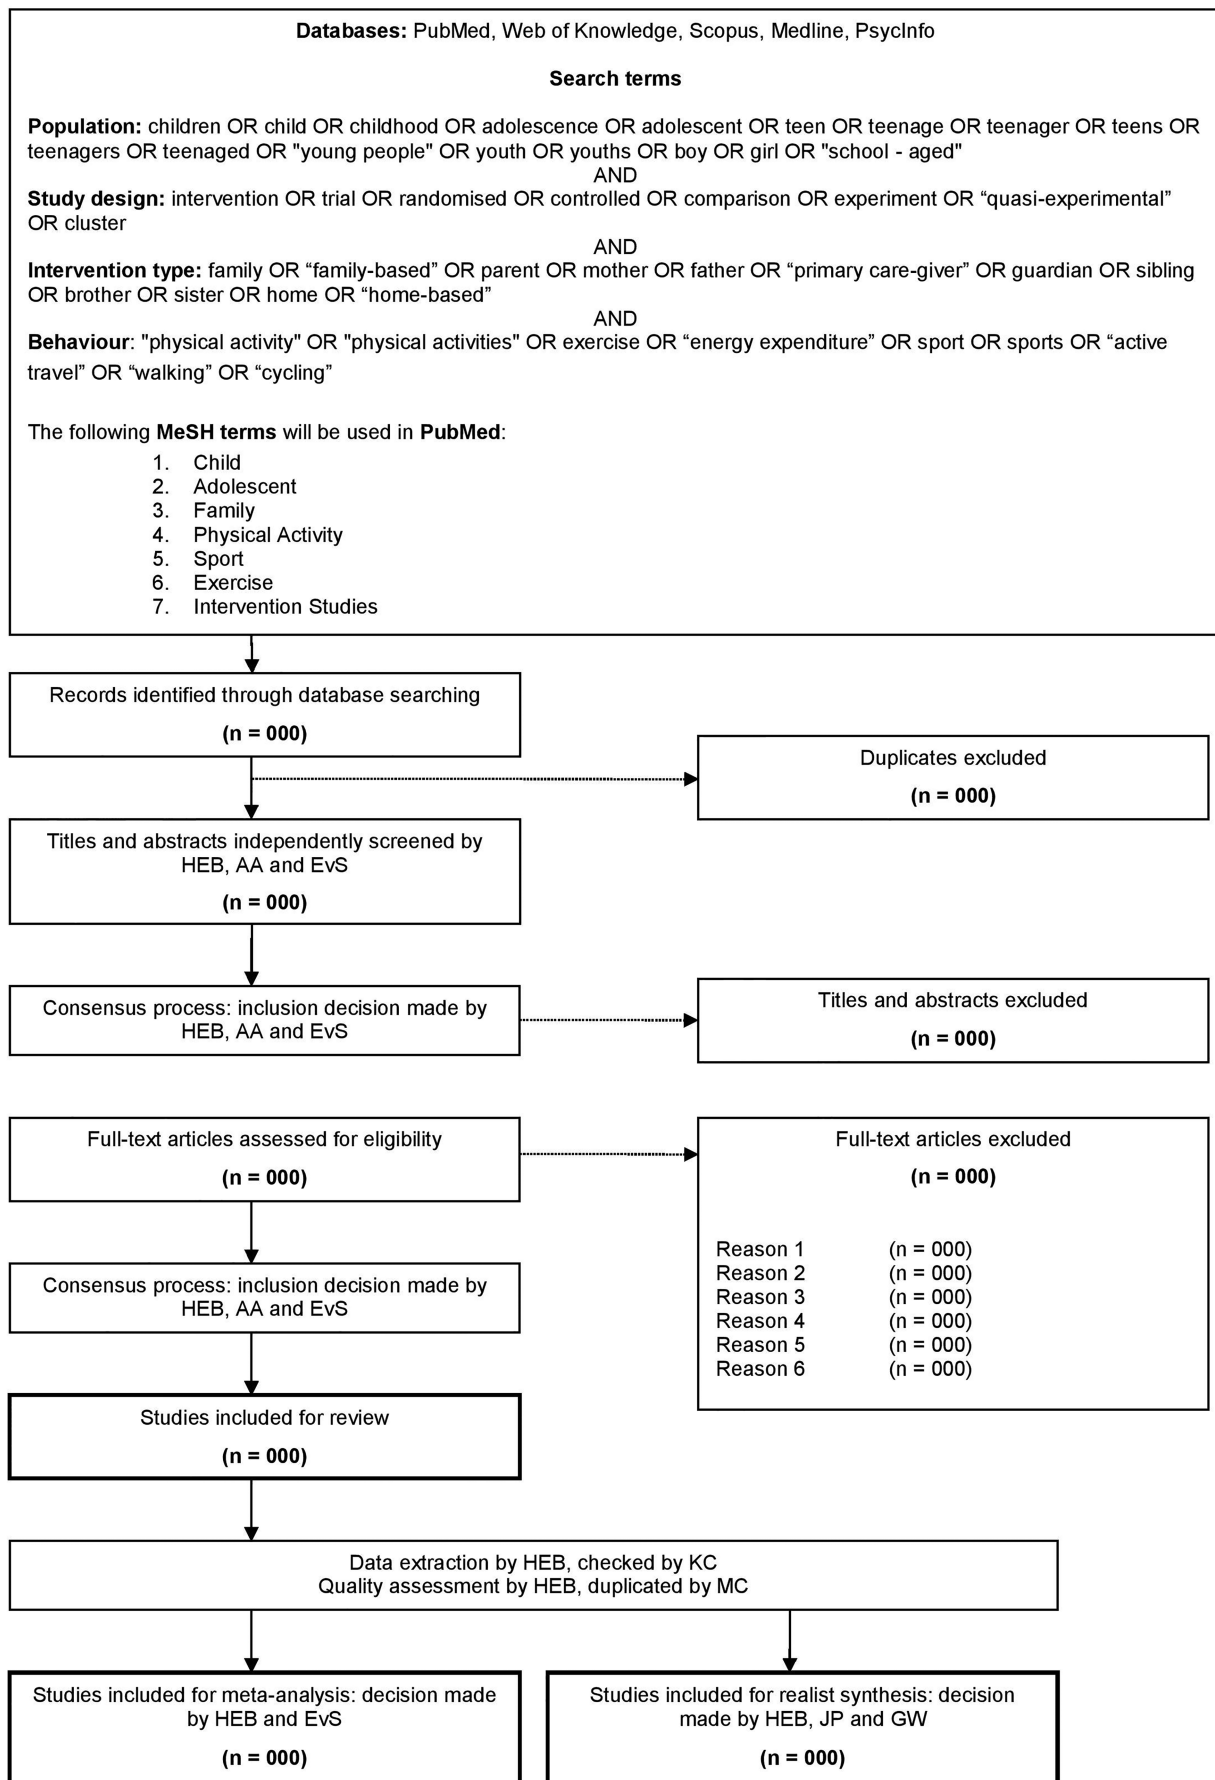 Databases: PubMed, Web of Knowledge, Scopus, Medline, PsycInfo
Search terms
Population: children OR child OR childhood OR adolescence OR adolescent OR teen OR teenage OR teenager OR teens OR
teenagers OR teenaged OR "young people" OR youth OR youths OR boy OR girl OR "school - aged"
AND
Study design: intervention OR trial OR randomised OR controlled OR comparison OR experiment OR “quasi-experimental”
OR cluster
AND
Intervention type: family OR “family-based” OR parent OR mother OR father OR “primary care-giver” OR guardian OR sibling
OR brother OR sister OR home OR “home-based”
AND
Behaviour: "physical activity" OR "physical activities" OR exercise OR “energy expenditure” OR sport OR sports OR “active
travel” OR “walking” OR “cycling”
The following MeSH terms will be used in PubMed:
1. Child
2. Adolescent
3. Family
4. Physical Activity
5. Sport
6. Exercise
7. Intervention Studies
Records identified through database searching
(n = 000)
Duplicates excluded
(n = 000)
Titles and abstracts independently screened by
HEB, AA and EvS
(n = 000)
Consensus process: inclusion decision made by
HEB, AA and EvS
Titles and abstracts excluded
(n = 000)
Full-text articles assessed for eligibility
(n = 000)
Full-text articles excluded
(n = 000)
Reason 1 (n = 000)
Reason 2 (n = 000)
Reason 3 (n = 000)
Reason 4 (n = 000)
Reason 5 (n = 000)
Reason 6 (n = 000)
Consensus process: inclusion decision made by
HEB, AA and EvS
Studies included for review
(n = 000)
Data extraction by HEB, checked by KC
Quality assessment by HEB, duplicated by MC
Studies included for meta-analysis: decision made
by HEB and EvS
(n = 000)
Studies included for realist synthesis: decision
made by HEB, JP and GW
(n = 000)